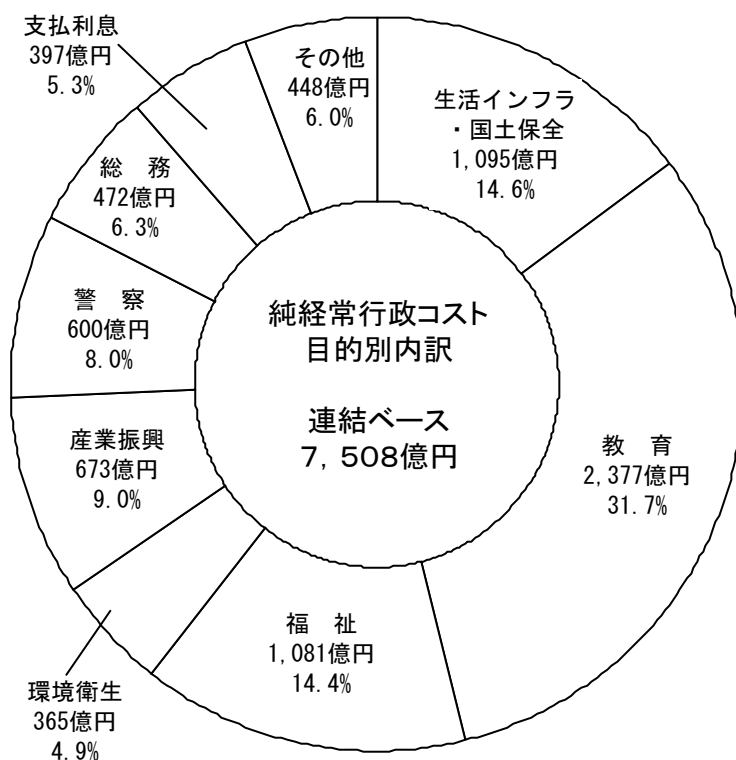 支払利息
397億円
5.3%
その他
448億円
6.0%
生活インフラ
・国土保全
1,095億円
14.6%
総　務
472億円
6.3%
警　察
600億円
8.0%
純経常行政コスト
目的別内訳
連結ベース
7,508億円
産業振興
673億円
9.0%
教　育
2,377億円
31.7%
福　祉
1,081億円
14.4%
環境衛生
365億円
4.9%